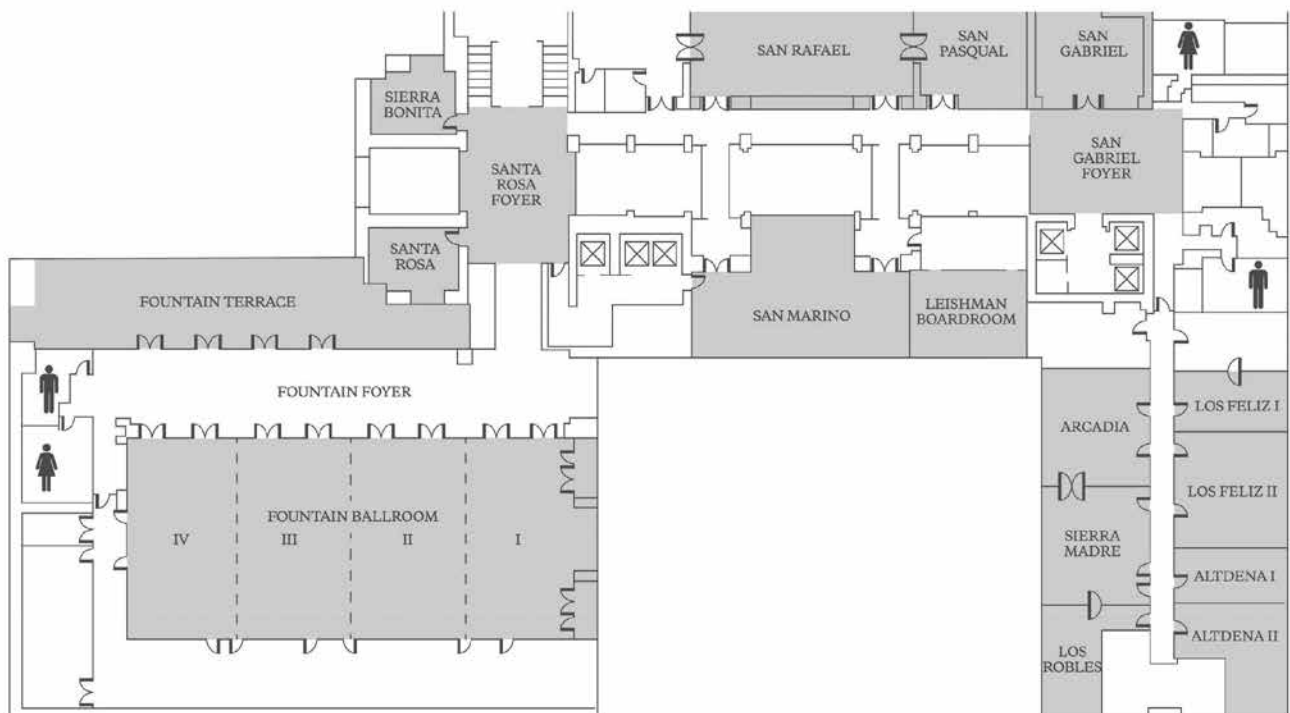 SAN RAFAEL
SAN
PASQUAL
SAN
GABRIEL
SIERRA
BONITA
SANTA
ROSA
FOYER
SAN
GABRIEL
FOYER
SANTA
ROSA
FOUNTAIN TERRACE
SAN MARINO
LEISHMAN
BOARDROOM
FOUNTAIN FOYER
ARCADIA
LOS FELIZ I
LOS FELIZ II
FOUNTAIN BALLROOM
IV
III
II
I
SIERRA
MADRE
ALTDENA I
ALTDENA II
LOS
ROBLES